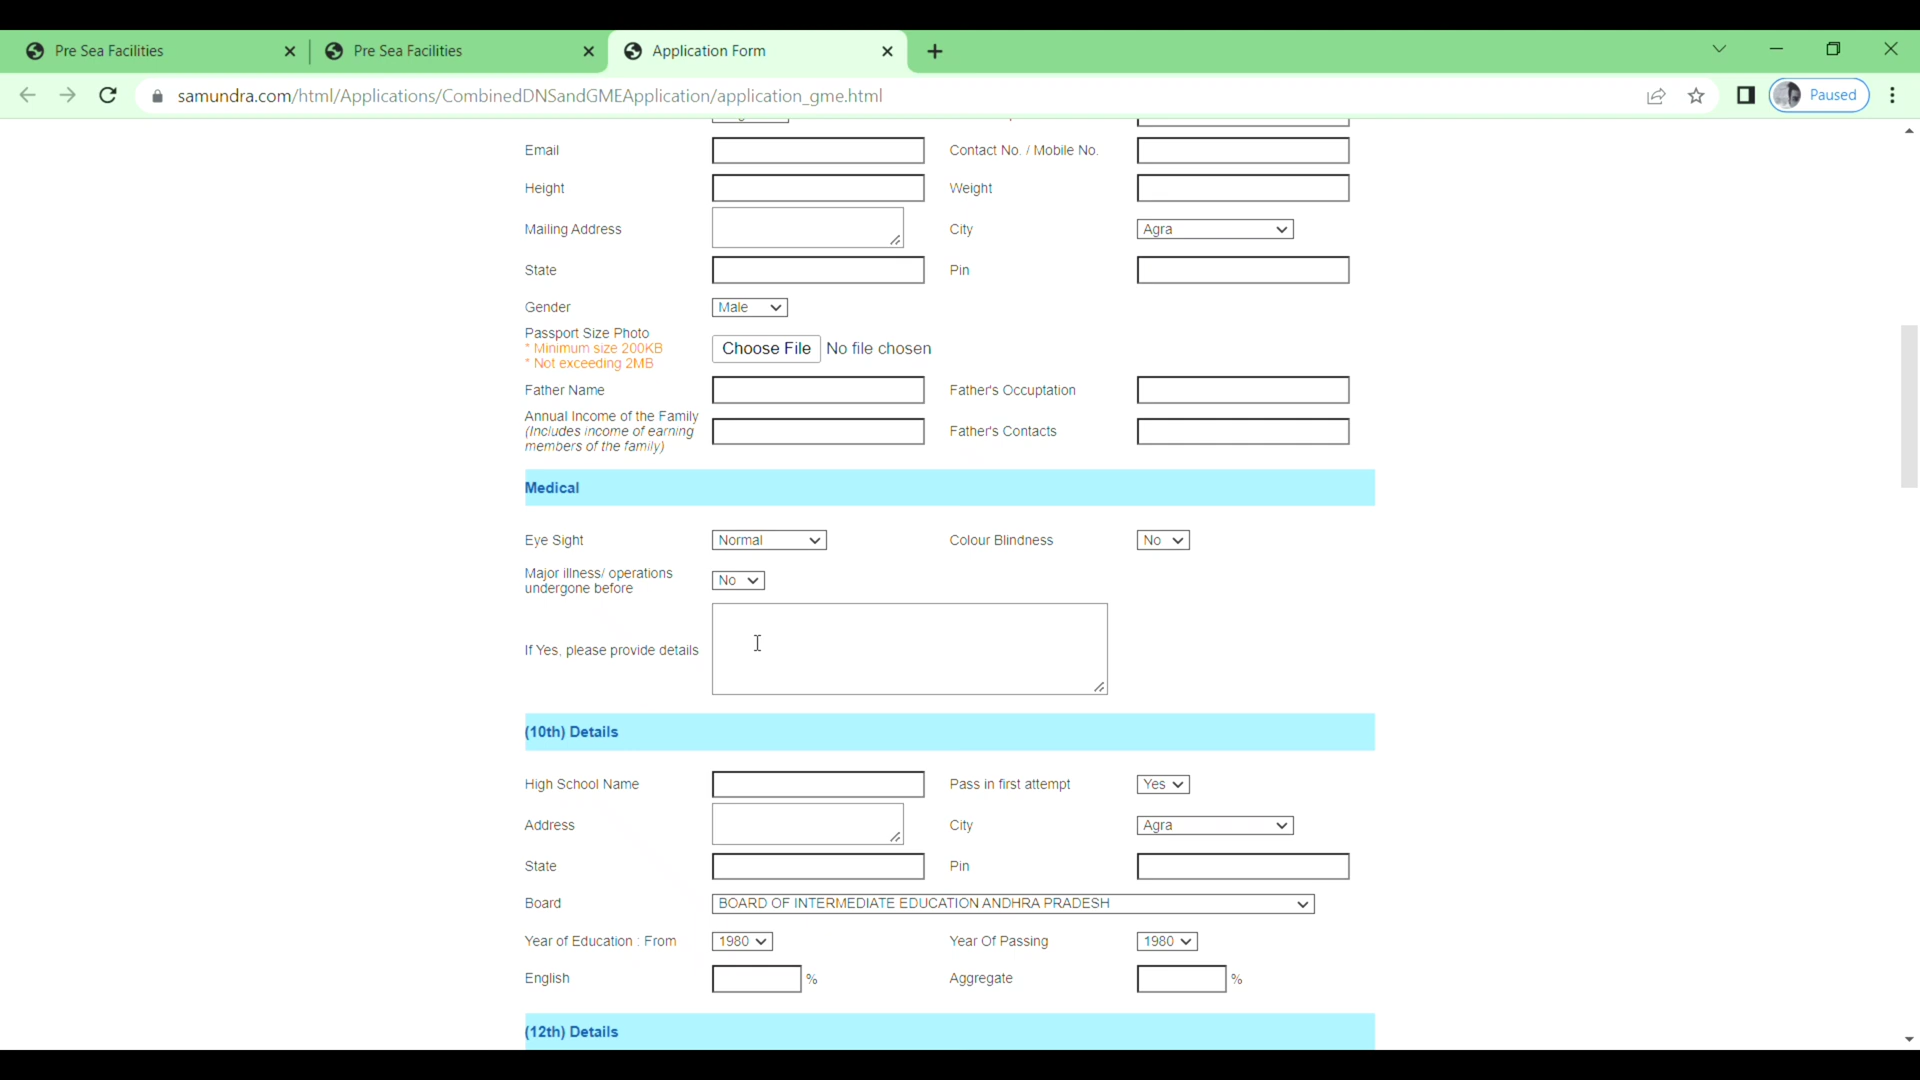 Pre Sea Facilities
Pre Sea Facilities
Application Form
samundra.com/html/Applications/CombinedDNSandGMEApplication/application_gme.html
Paused
Email
Contact No. / Mobile No.
Height
Weight
Mailing Address
City
Agra
State
Pin
Gender
Male
Passport Size Photo
* Minimum size 200KB
* Not exceeding 2MB
Choose File No file chosen
Father Name
Father's Occuptation
Annual Income of the Family
(Includes income of earning
members of the family)
Father's Contacts
Medical
Eye Sight
Normal
Colour Blindness
No
Major illness/ operations
undergone before
No
If Yes, please provide details
(10th) Details
High School Name
Pass in first attempt
Yes
Address
City
Agra
State
Pin
Board
BOARD OF INTERMEDIATE EDUCATION ANDHRA PRADESH
Year of Education : From
1980
Year Of Passing
1980
English
%
Aggregate
%
(12th) Details